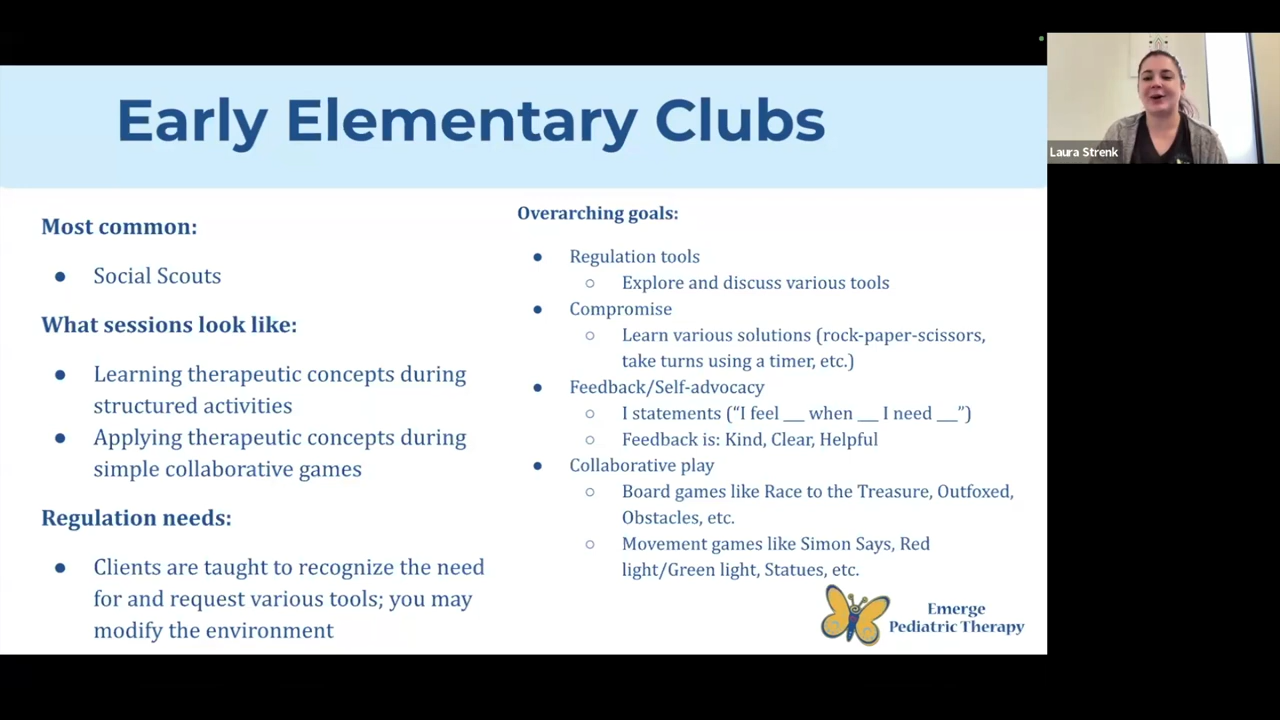 Early Elementary Clubs
Most common:
● Social Scouts
What sessions look like:
● Learning therapeutic concepts during
structured activities
● Applying therapeutic concepts during
simple collaborative games
Regulation needs:
● Clients are taught to recognize the need
for and request various tools; you may
modify the environment
Overarching goals:
● Regulation tools
○ Explore and discuss various tools
● Compromise
○ Learn various solutions (rock-paper-scissors,
take turns using a timer, etc.)
● Feedback/Self-advocacy
○ I statements (“I feel ___ when ___ I need ___”)
○ Feedback is: Kind, Clear, Helpful
● Collaborative play
○ Board games like Race to the Treasure, Outfoxed,
Obstacles, etc.
○ Movement games like Simon Says, Red
light/Green light, Statues, etc.
Emerge
Pediatric Therapy
Laura Strenk